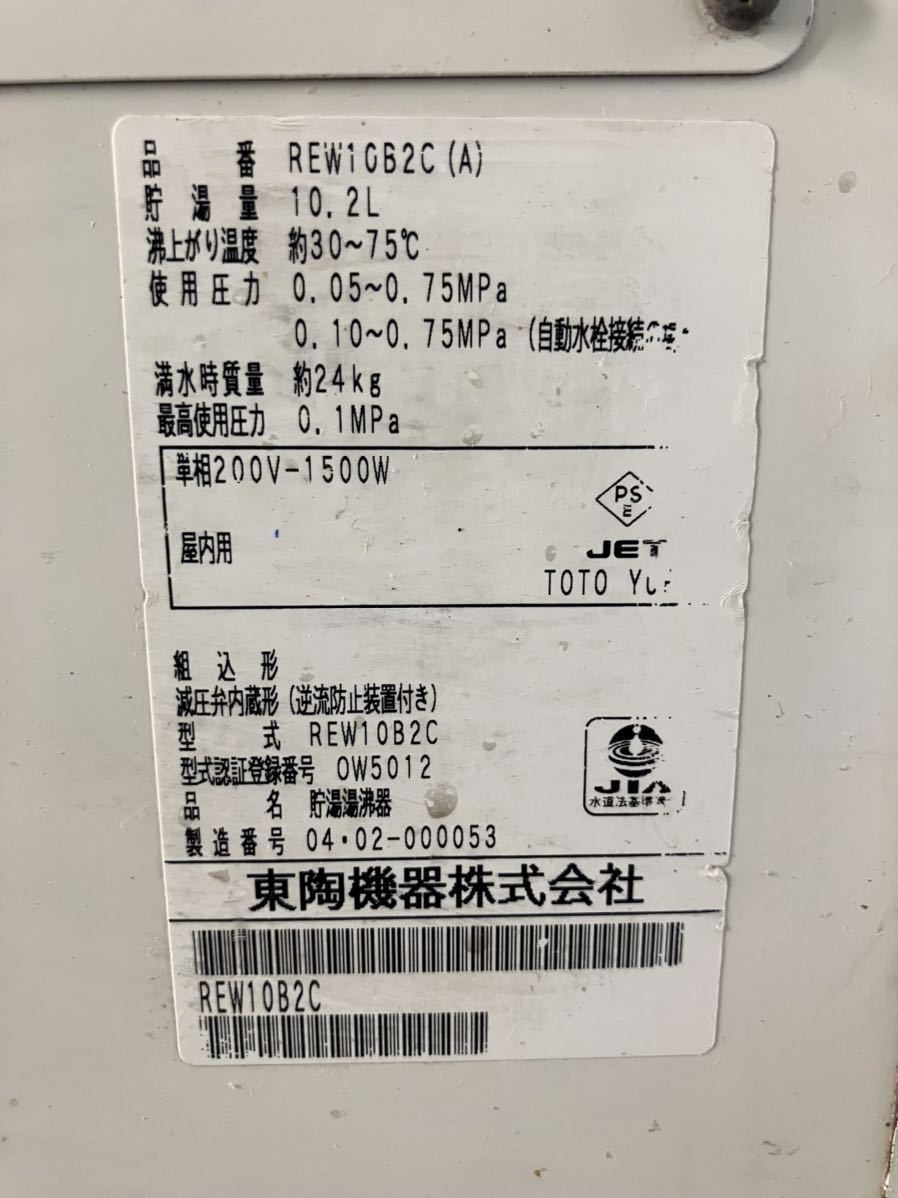 品番 REW10B2C(A)
貯湯量 10.2L
沸上がり温度 約30~75℃
使用圧力 0.05~0.75MPa
0.10~0.75MPa (自動水栓接続の
満水時質量 約24kg
最高使用圧力 0.1MPa
単相200V-1500W
PS
E
屋内用
JET
TOTO
組込形
減圧弁内蔵形(逆流防止装置付き)
型式 REW10B2C
型式認証登録番号 OW5012
JIA
水道法基準
品名 貯湯湯沸器
製造番号 04・02-000053
東陶機器株式会社
REW10B2C